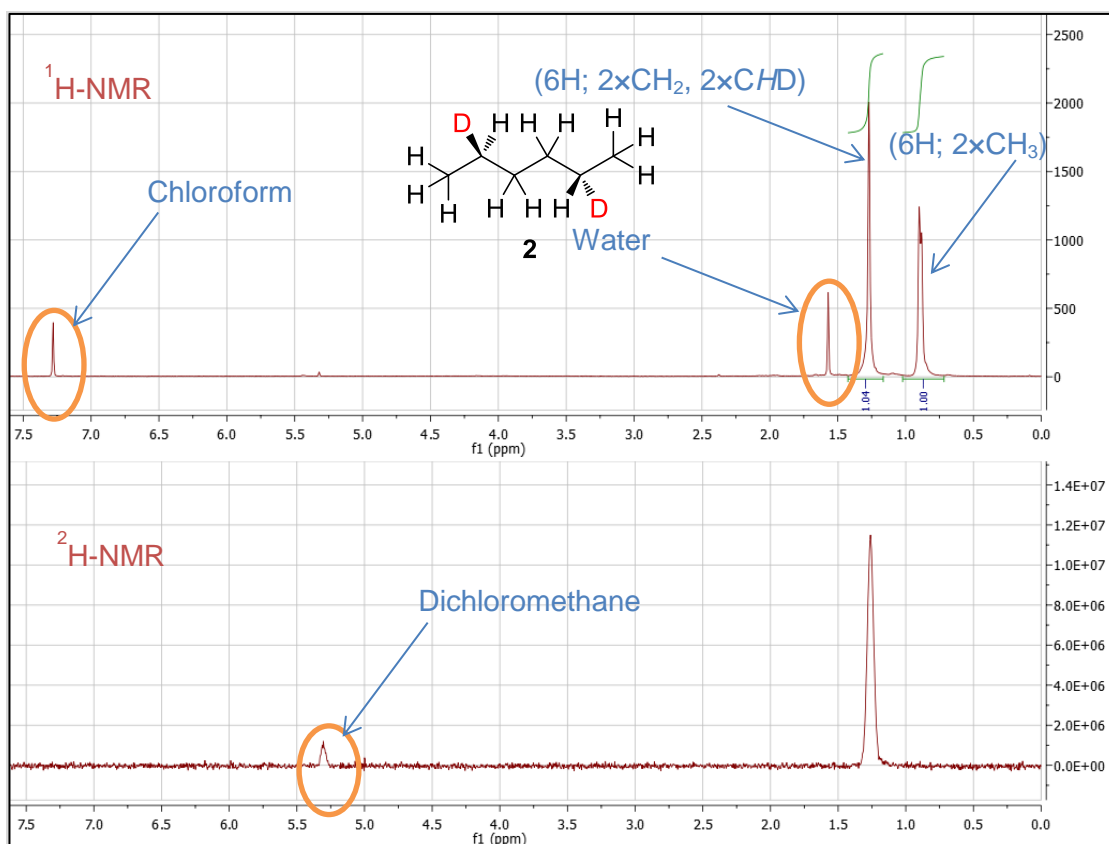 ¹H-NMR
(6H; 2×CH₂, 2×CHD)
(6H; 2×CH₃)
Chloroform
D H H H H H
H H
H H
H H H H D
2
Water
2500
2000
1500
1000
500
0
1.04
1.00
7.5 7.0 6.5 6.0 5.5 5.0 4.5 4.0 3.5 3.0 2.5 2.0 1.5 1.0 0.5 0.0
f1 (ppm)
²H-NMR
Dichloromethane
1.4E+07
1.2E+07
1.0E+07
8.0E+06
6.0E+06
4.0E+06
2.0E+06
0.0E+00
7.5 7.0 6.5 6.0 5.5 5.0 4.5 4.0 3.5 3.0 2.5 2.0 1.5 1.0 0.5 0.0
f1 (ppm)